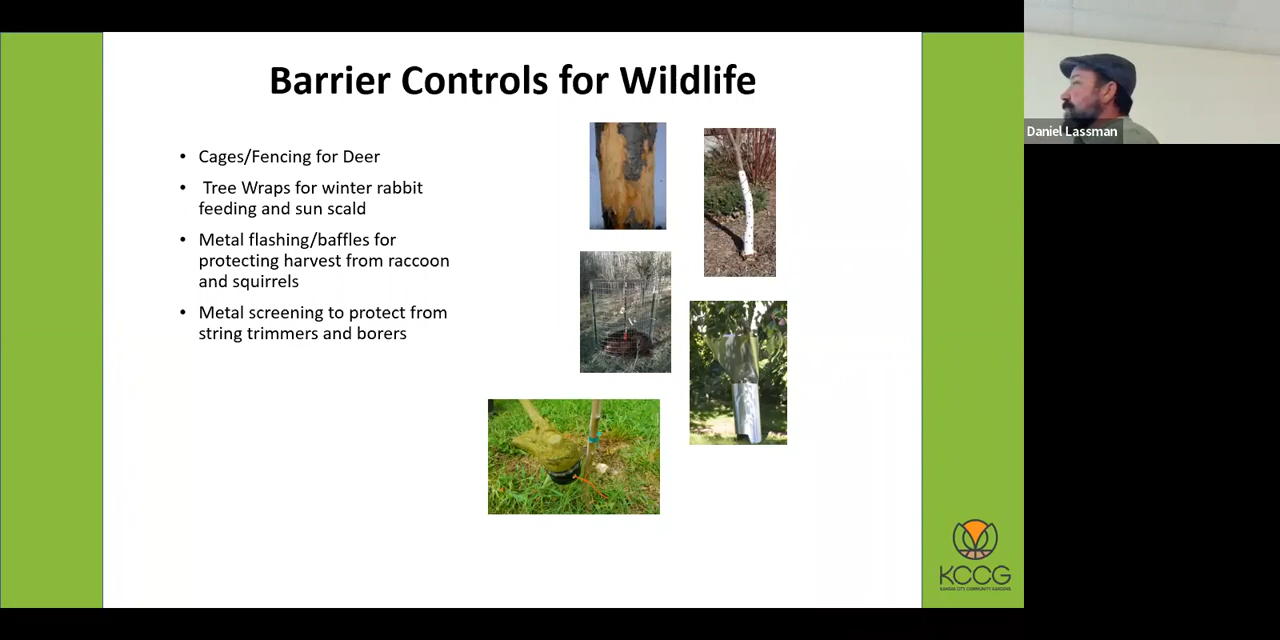 Barrier Controls for Wildlife
• Cages/Fencing for Deer
• Tree Wraps for winter rabbit
feeding and sun scald
• Metal flashing/baffles for
protecting harvest from raccoon
and squirrels
• Metal screening to protect from
string trimmers and borers
Daniel Lassman
KCCG
KANSAS CITY COMMUNITY GARDENS